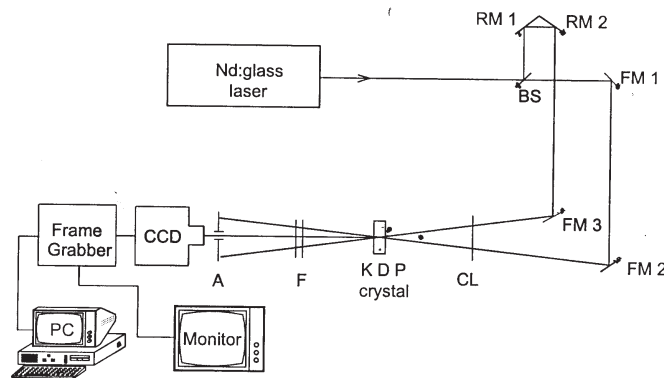 RM 1
RM 2
Nd:glass
laser
BS
FM 1
Frame
Grabber
CCD
A
F
K D P
crystal
CL
FM 3
FM 2
PC
Monitor